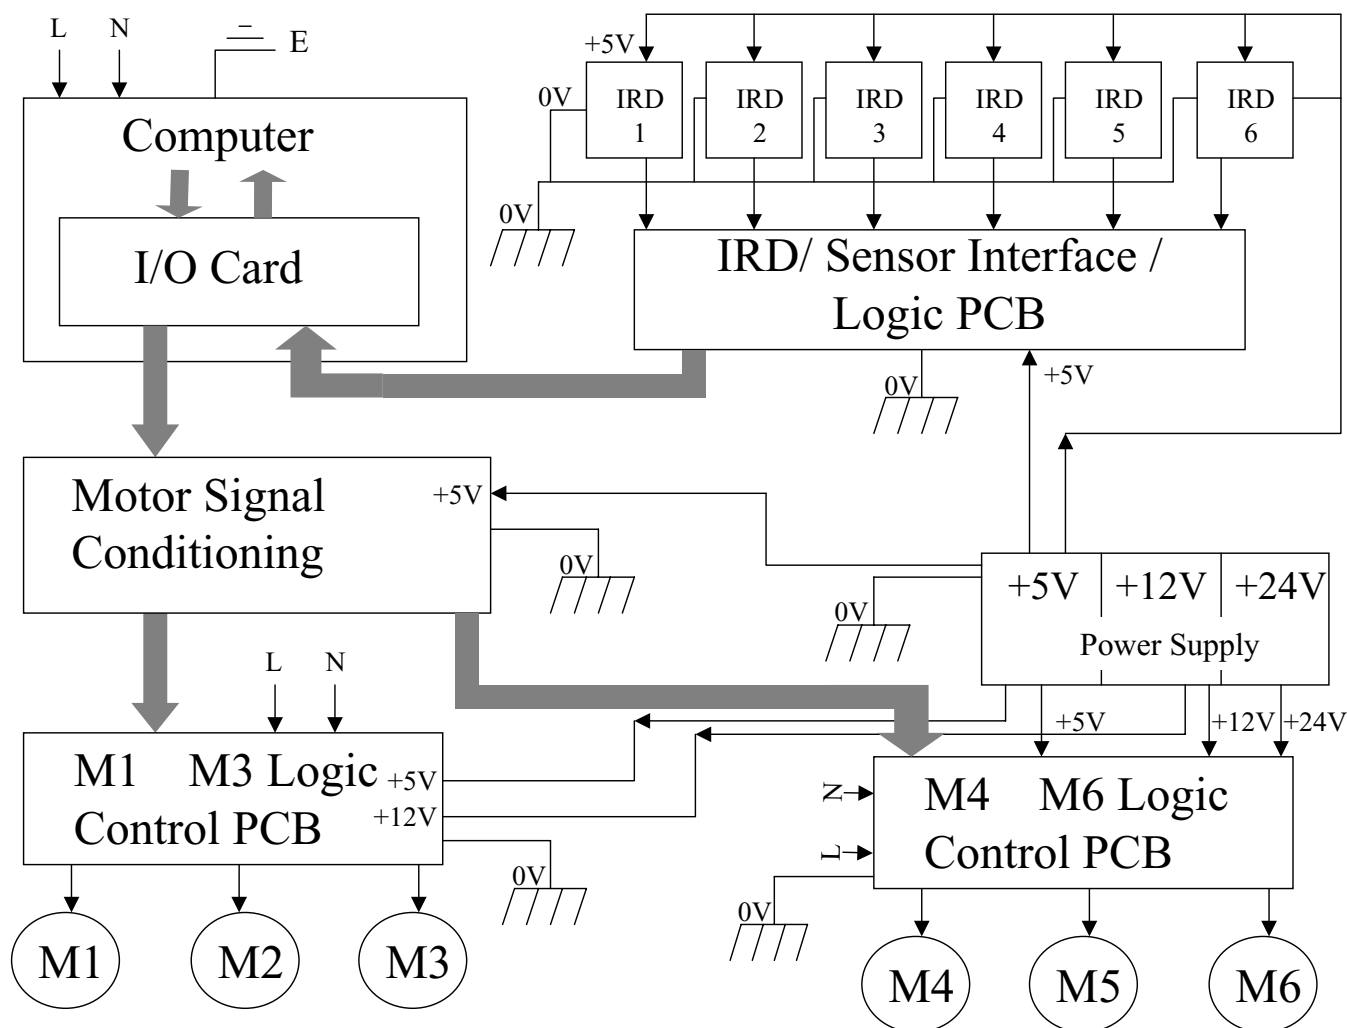 L N E
Computer
I/O Card
+5V
0V
IRD
1
IRD
2
IRD
3
IRD
4
IRD
5
IRD
6
0V
IRD/ Sensor Interface /
Logic PCB
0V
+5V
Motor Signal
Conditioning
+5V
0V
+5V +12V +24V
Power Supply
0V
L N
M1 M3 Logic
Control PCB
+5V
+12V
0V
M1 M2 M3
+5V +12V +24V
N
L
M4 M6 Logic
Control PCB
0V
M4 M5 M6